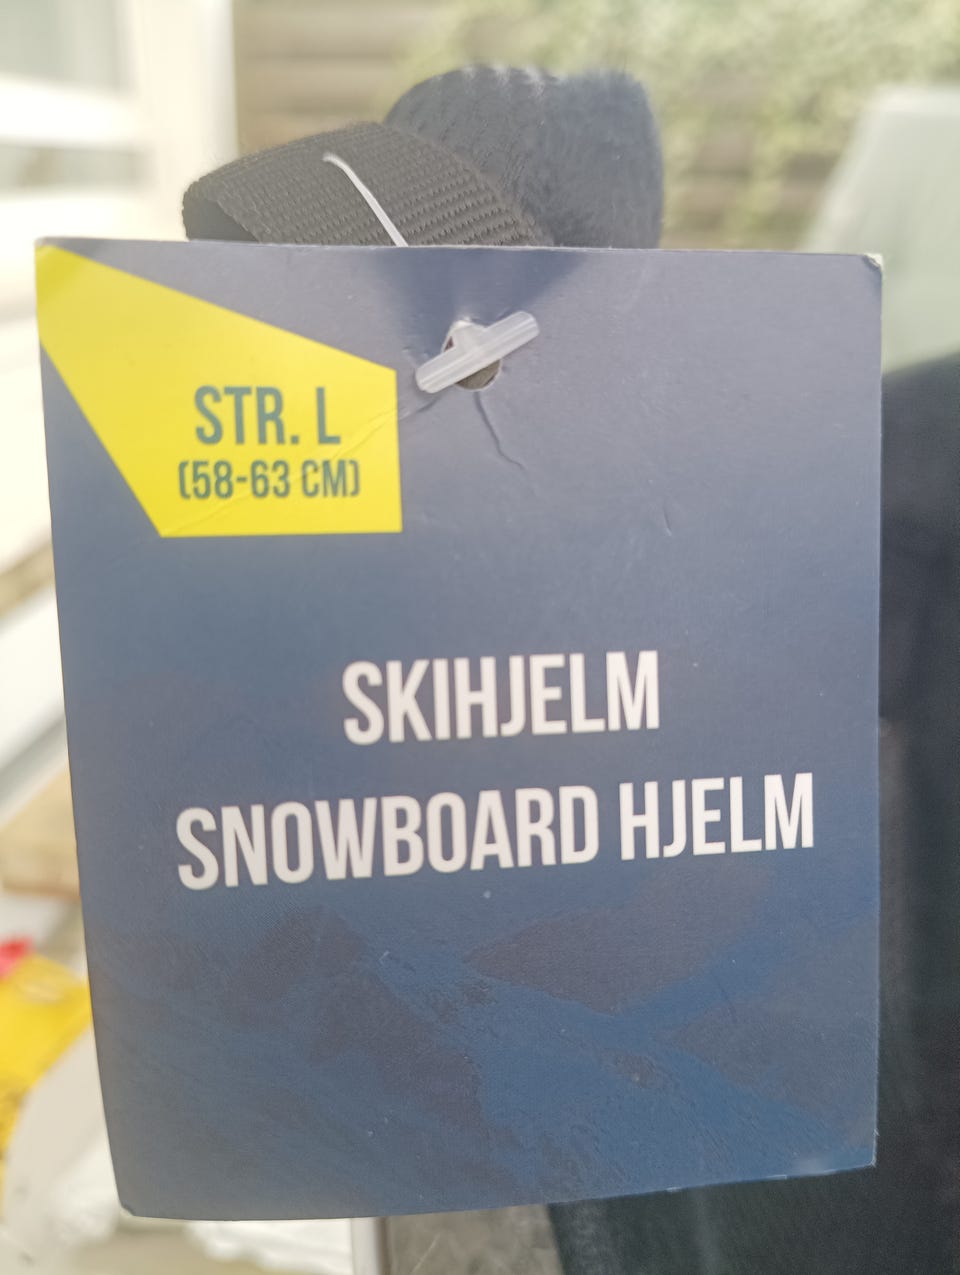 STR. L
(58-63 CM)
SKIHJELM
SNOWBOARD HJELM